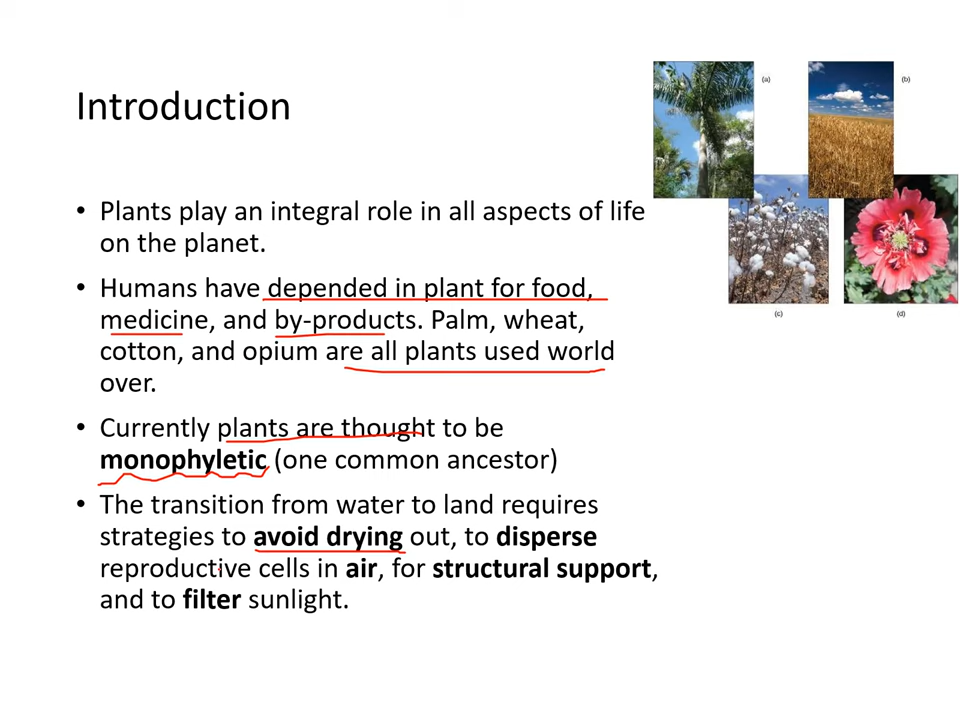 Introduction
• Plants play an integral role in all aspects of life
on the planet.
• Humans have depended in plant for food,
medicine, and by-products. Palm, wheat,
cotton, and opium are all plants used world
over.
• Currently plants are thought to be
monophyletic (one common ancestor)
• The transition from water to land requires
strategies to avoid drying out, to disperse
reproductive cells in air, for structural support,
and to filter sunlight.
(a)
(b)
(c)
(d)